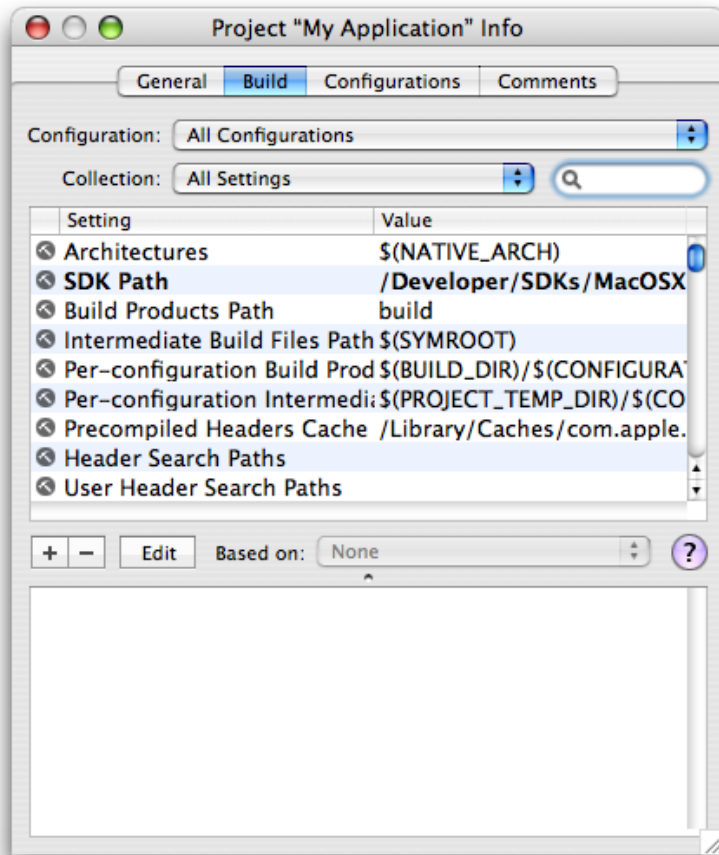 Project “My Application” Info
General Build Configurations Comments
Configuration: All Configurations
Collection: All Settings
Setting Value
Architectures $(NATIVE_ARCH)
SDK Path /Developer/SDKs/MacOSX
Build Products Path build
Intermediate Build Files Path $(SYMROOT)
Per-configuration Build Prod $(BUILD_DIR)/$(CONFIGURAT
Per-configuration Intermedi $(PROJECT_TEMP_DIR)/$(CO
Precompiled Headers Cache /Library/Caches/com.apple.
Header Search Paths
User Header Search Paths
+ − Edit Based on: None ?